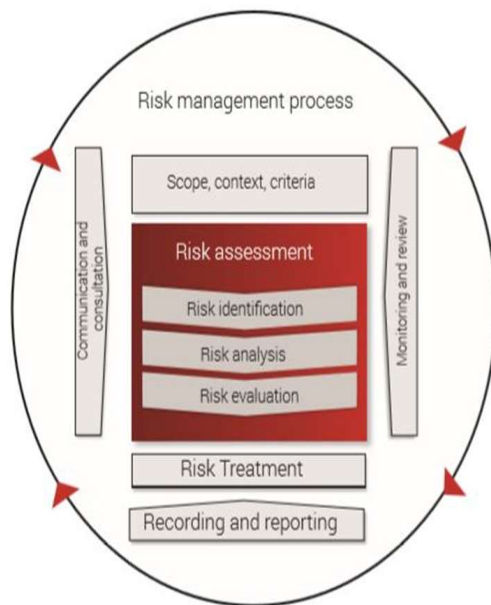 Risk management process
Scope, context, criteria
Communication and
consultation
Risk assessment
Risk identification
Risk analysis
Risk evaluation
Monitoring and review
Risk Treatment
Recording and reporting